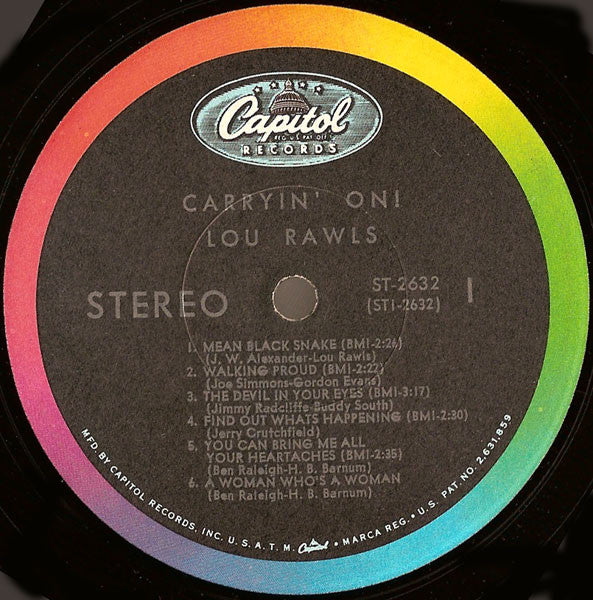 Capitol
REG. U.S. PAT. OFF.
RECORDS
CARRYIN' ON!
LOU RAWLS
STEREO
ST-2632
(ST1-2632)
1
1. MEAN BLACK SNAKE (BMI-2:26)
(J. W. Alexander-Lou Rawls)
2. WALKING PROUD (BMI-2:22)
(Joe Simmons-Gordon Evans)
3. THE DEVIL IN YOUR EYES (BMI-3:17)
(Jimmy Radcliffe-Buddy South)
4. FIND OUT WHATS HAPPENING (BMI-2:30)
(Jerry Crutchfield)
5. YOU CAN BRING ME ALL
YOUR HEARTACHES (BMI-2:35)
(Ben Raleigh-H. B. Barnum)
6. A WOMAN WHO'S A WOMAN
(Ben Raleigh-H. B. Barnum)
MFD. BY CAPITOL RECORDS, INC. U.S.A. T.M. Capitol • MARCA REG. • U.S. PAT. NO. 2,631,859